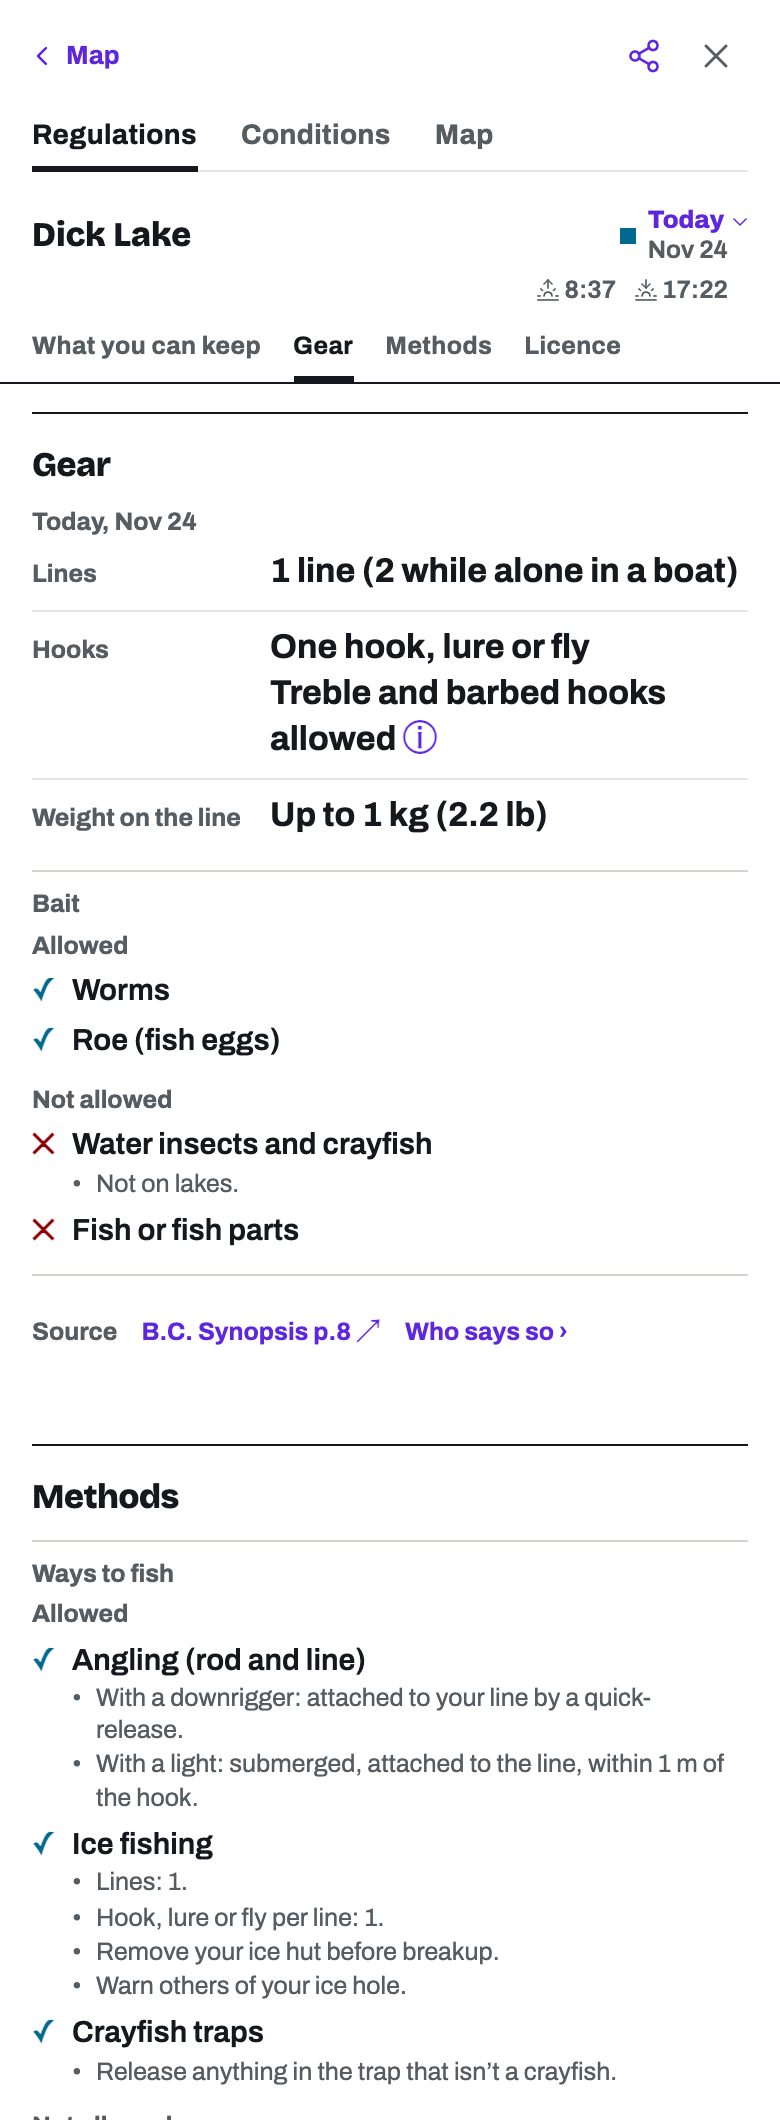 Map
Regulations Conditions Map
Dick Lake
Today
Nov 24
8:37 17:22
What you can keep Gear Methods Licence
Gear
Today, Nov 24
Lines 1 line (2 while alone in a boat)
Hooks One hook, lure or fly
Treble and barbed hooks
allowed ⓘ
Weight on the line Up to 1 kg (2.2 lb)
Bait
Allowed
✓ Worms
✓ Roe (fish eggs)
Not allowed
✕ Water insects and crayfish
• Not on lakes.
✕ Fish or fish parts
Source B.C. Synopsis p.8 ↗ Who says so ›
Methods
Ways to fish
Allowed
✓ Angling (rod and line)
• With a downrigger: attached to your line by a quick-
release.
• With a light: submerged, attached to the line, within 1 m of
the hook.
✓ Ice fishing
• Lines: 1.
• Hook, lure or fly per line: 1.
• Remove your ice hut before breakup.
• Warn others of your ice hole.
✓ Crayfish traps
• Release anything in the trap that isn’t a crayfish.